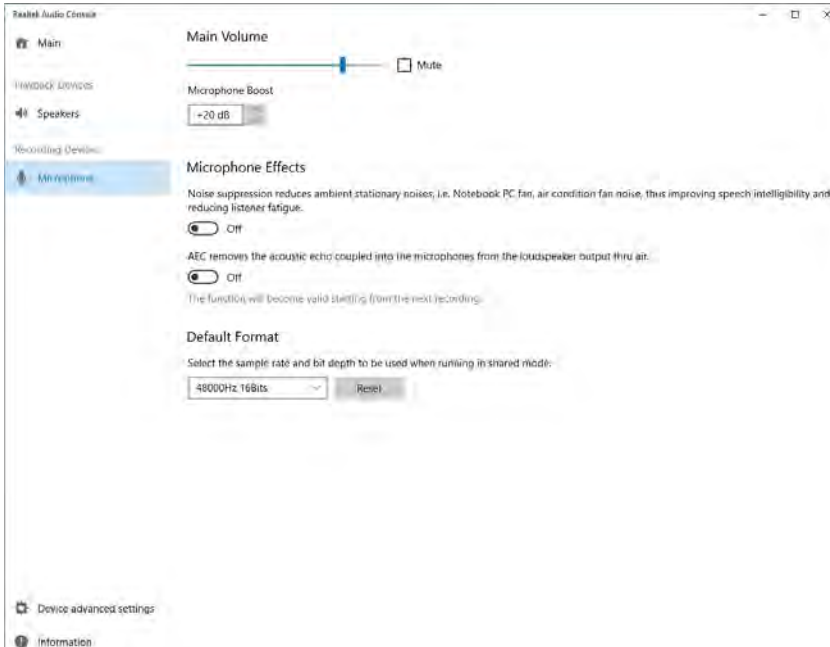 Realtek Audio Console
Main
Playback Devices
Speakers
Recording Devices
Microphone
Device advanced settings
Information
Main Volume
Mute
Microphone Boost
+20 dB
Microphone Effects
Noise suppression reduces ambient stationary noises, i.e. Notebook PC fan, air condition fan noise, thus improving speech intelligibility and
reducing listener fatigue.
Off
AEC removes the acoustic echo coupled into the microphones from the loudspeaker output thru air.
Off
The function will become valid starting from the next recording.
Default Format
Select the sample rate and bit depth to be used when running in shared mode.
48000Hz 16Bits
Reset